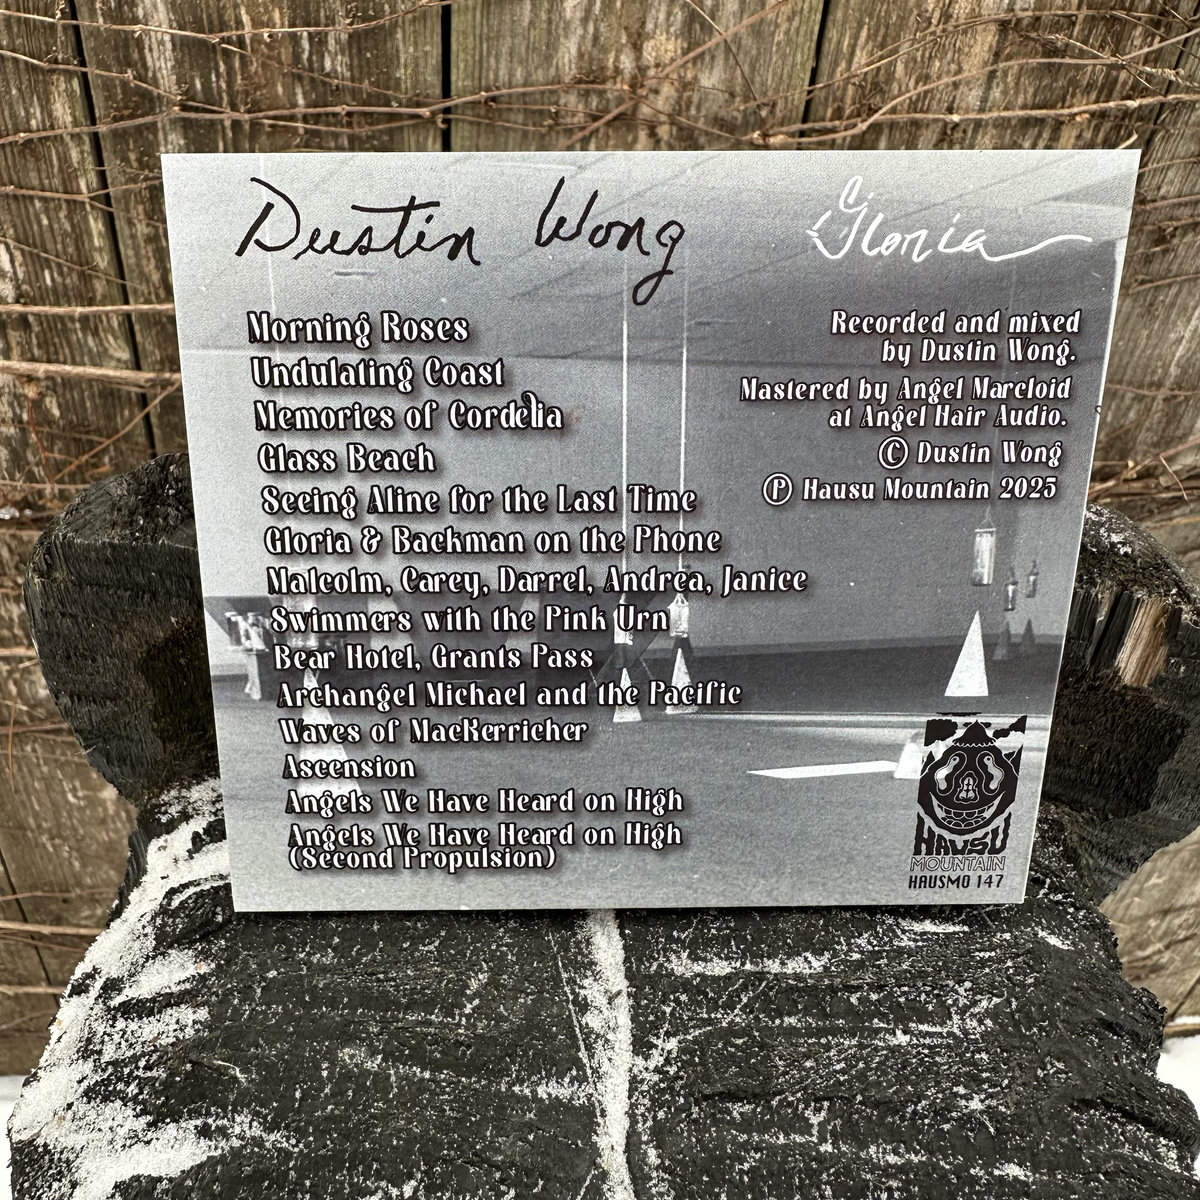 Dustin Wong
Gloria
Morning Roses
Undulating Coast
Memories of Cordelia
Glass Beach
Seeing Aline for the Last Time
Gloria & Backman on the Phone
Malcolm, Carey, Darrel, Andrea, Janice
Swimmers with the Pink Urn
Bear Hotel, Grants Pass
Archangel Michael and the Pacific
Waves of MacKerricher
Ascension
Angels We Have Heard on High
Angels We Have Heard on High
(Second Propulsion)
Recorded and mixed
by Dustin Wong.
Mastered by Angel Marcloid
at Angel Hair Audio.
© Dustin Wong
℗ Hausu Mountain 2025
HAUSU
MOUNTAIN
HAUSMO 147